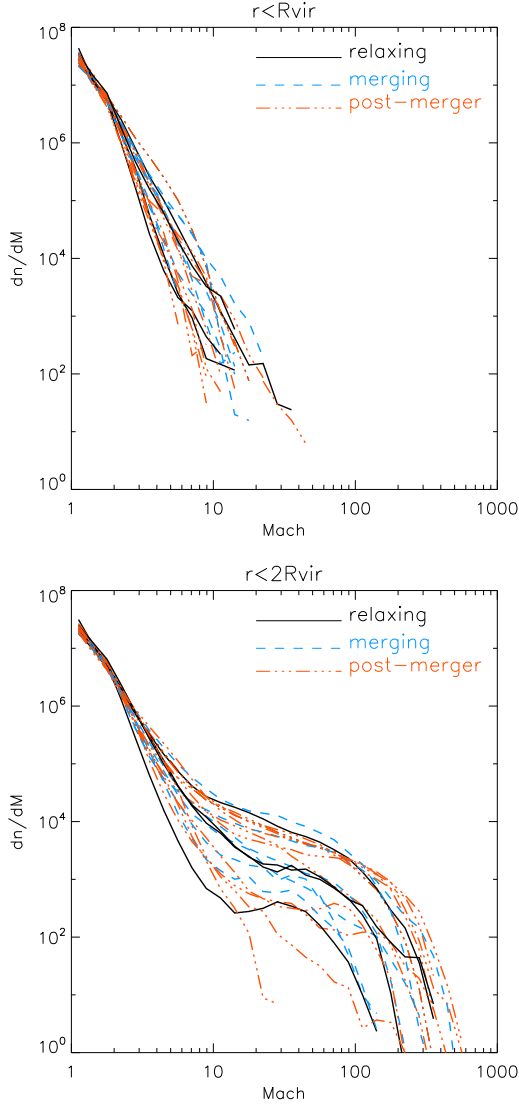 r<Rvir
relaxing
merging
post-merger
10^8
10^6
10^4
10^2
10^0
dn/dM
1 10 100 1000
Mach
r<2Rvir
relaxing
merging
post-merger
10^8
10^6
10^4
10^2
10^0
dn/dM
1 10 100 1000
Mach